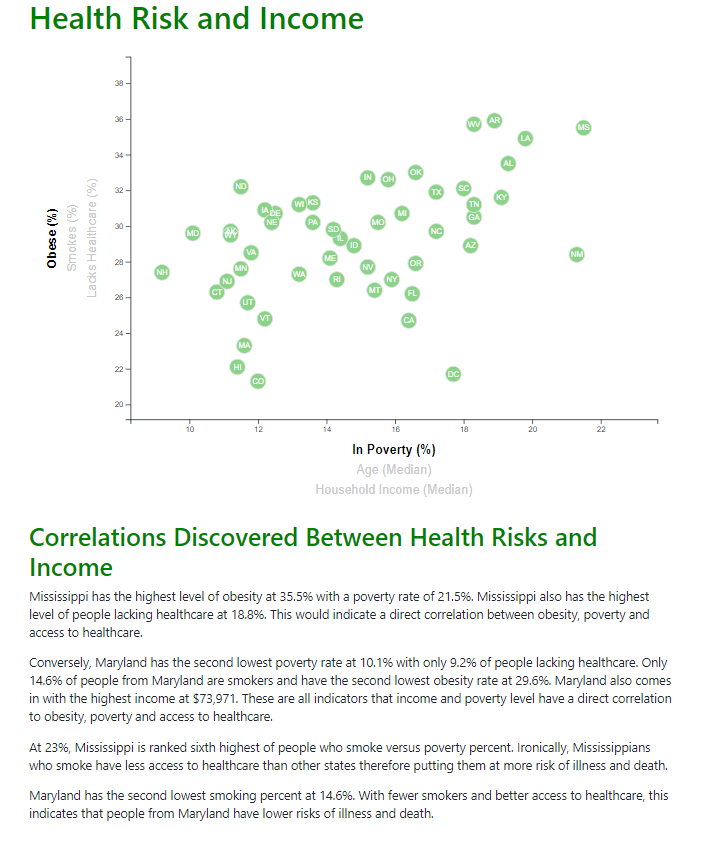 Health Risk and Income
38
36
34
32
30
28
26
24
22
20
Obese (%)
Smokes (%)
Lacks Healthcare (%)
WV
AR
MS
LA
AL
OK
IN
OH
ND
TX
SC
KY
WI
KS
TN
IA
DE
MI
GA
NE
PA
MO
MD
AK
WY
SD
NC
IL
ID
AZ
VA
ME
NM
OR
MN
NV
NH
WA
RI
NY
NJ
CT
MT
FL
UT
VT
CA
MA
HI
DC
CO
10
12
14
16
18
20
22
In Poverty (%)
Age (Median)
Household Income (Median)
Correlations Discovered Between Health Risks and
Income
Mississippi has the highest level of obesity at 35.5% with a poverty rate of 21.5%. Mississippi also has the highest
level of people lacking healthcare at 18.8%. This would indicate a direct correlation between obesity, poverty and
access to healthcare.
Conversely, Maryland has the second lowest poverty rate at 10.1% with only 9.2% of people lacking healthcare. Only
14.6% of people from Maryland are smokers and have the second lowest obesity rate at 29.6%. Maryland also comes
in with the highest income at $73,971. These are all indicators that income and poverty level have a direct correlation
to obesity, poverty and access to healthcare.
At 23%, Mississippi is ranked sixth highest of people who smoke versus poverty percent. Ironically, Mississippians
who smoke have less access to healthcare than other states therefore putting them at more risk of illness and death.
Maryland has the second lowest smoking percent at 14.6%. With fewer smokers and better access to healthcare, this
indicates that people from Maryland have lower risks of illness and death.